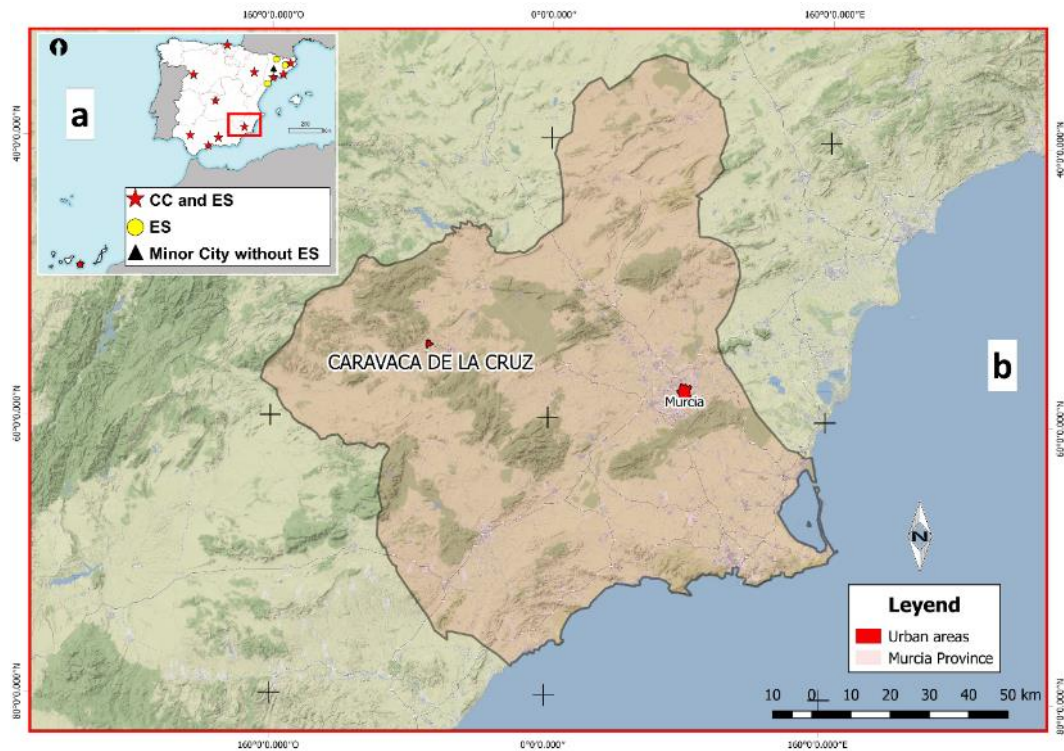 160°0'0.000"O
0°0'0.000"
160°0'0.000"E
a
CC and ES
ES
Minor City without ES
40°0'0.000"N
40°0'0.000"N
CARAVACA DE LA CRUZ
b
Murcia
60°0'0.000"N
60°0'0.000"N
N
Leyend
Urban areas
Murcia Province
80°0'0.000"N
80°0'0.000"N
10 0 10 20 30 40 50 km
160°0'0.000"O
0°0'0.000"
160°0'0.000"E